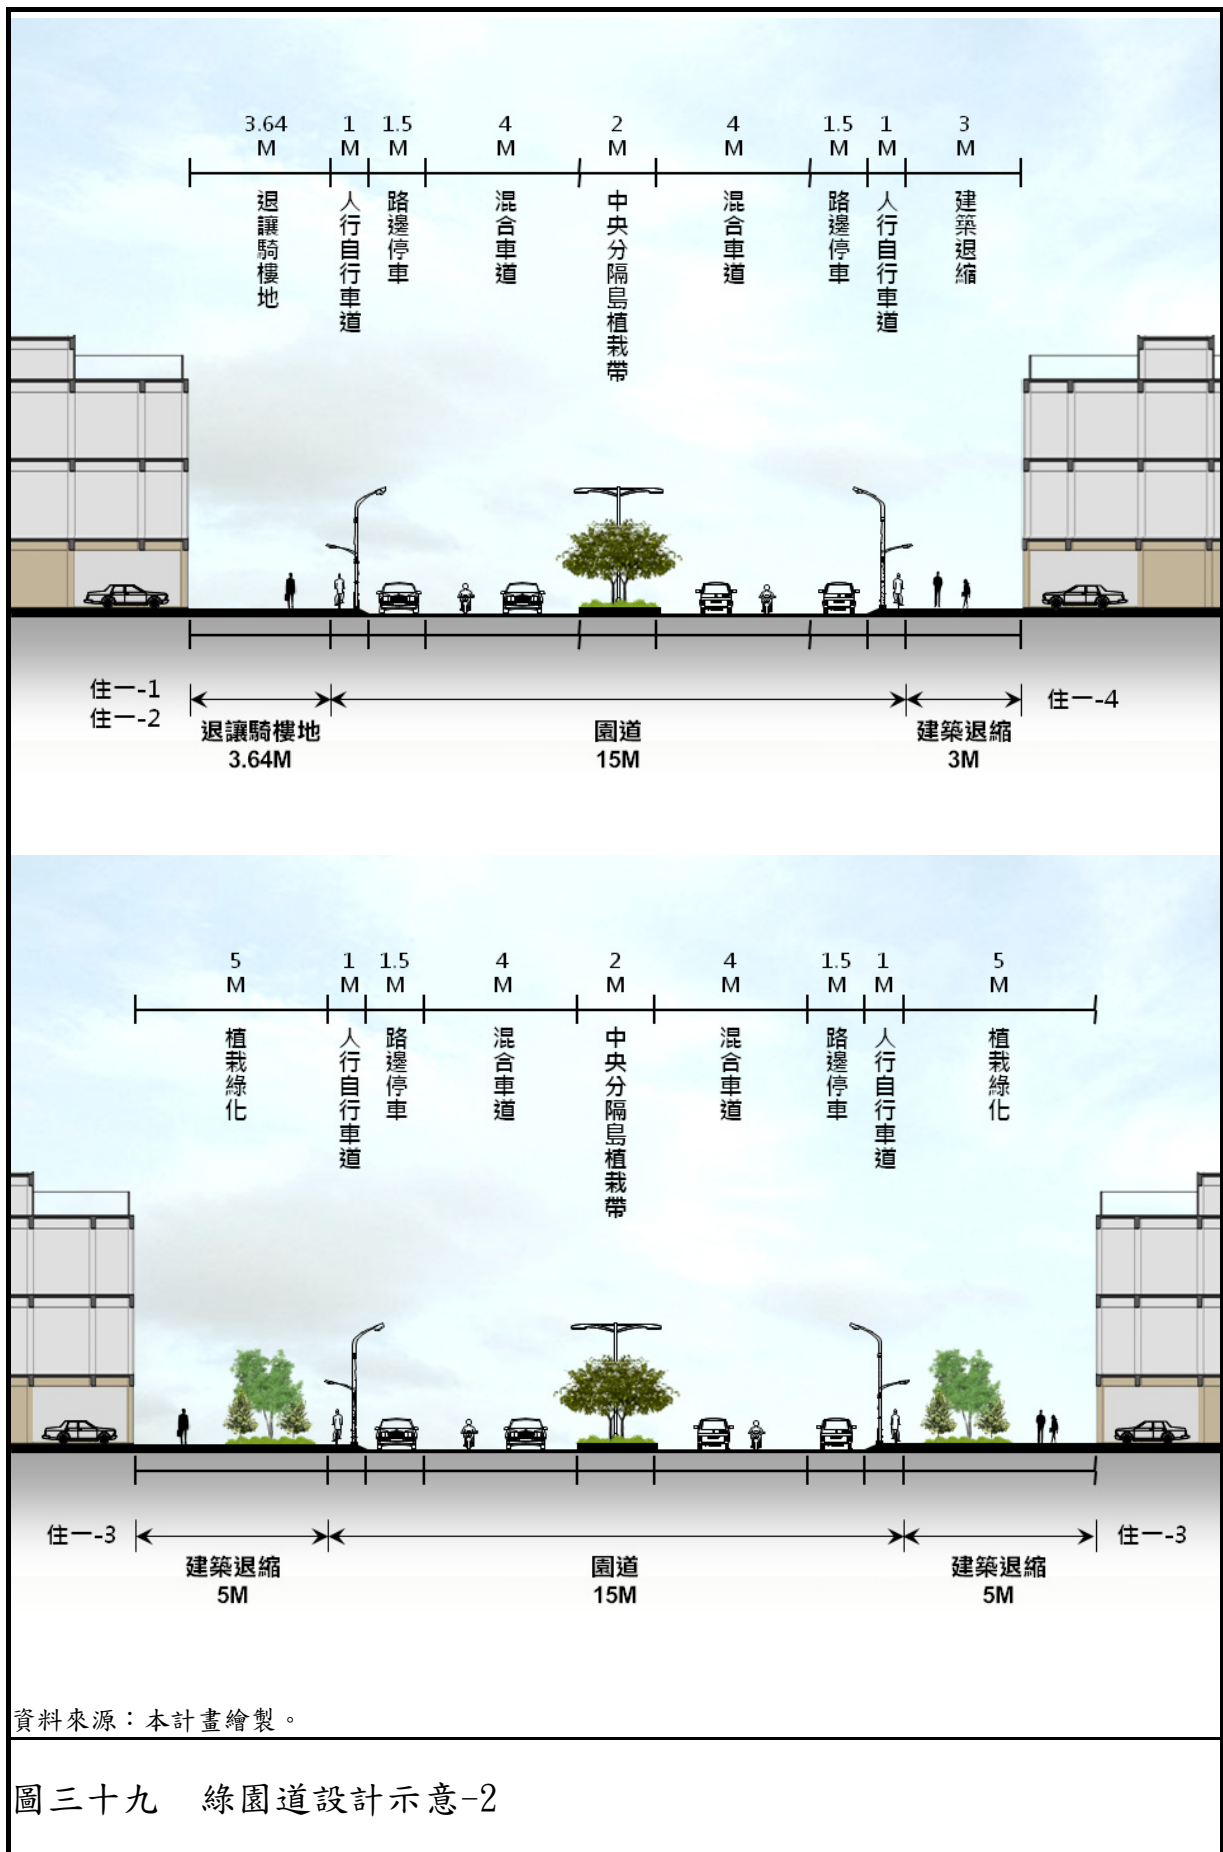 3.64 1 1.5 4 2 4 1.5 1 3
M M M M M M M M M
退讓騎樓地
人行自行車道
路邊停車
混合車道
中央分隔島植栽帶
混合車道
路邊停車
人行自行車道
建築退縮
住一-1
住一-2
退讓騎樓地
3.64M
園道
15M
建築退縮
3M
住一-4
5 1 1.5 4 2 4 1.5 1 5
M M M M M M M M M
植栽綠化
人行自行車道
路邊停車
混合車道
中央分隔島植栽帶
混合車道
路邊停車
人行自行車道
植栽綠化
住一-3
建築退縮
5M
園道
15M
建築退縮
5M
住一-3
資料來源：本計畫繪製。
圖三十九　綠園道設計示意-2